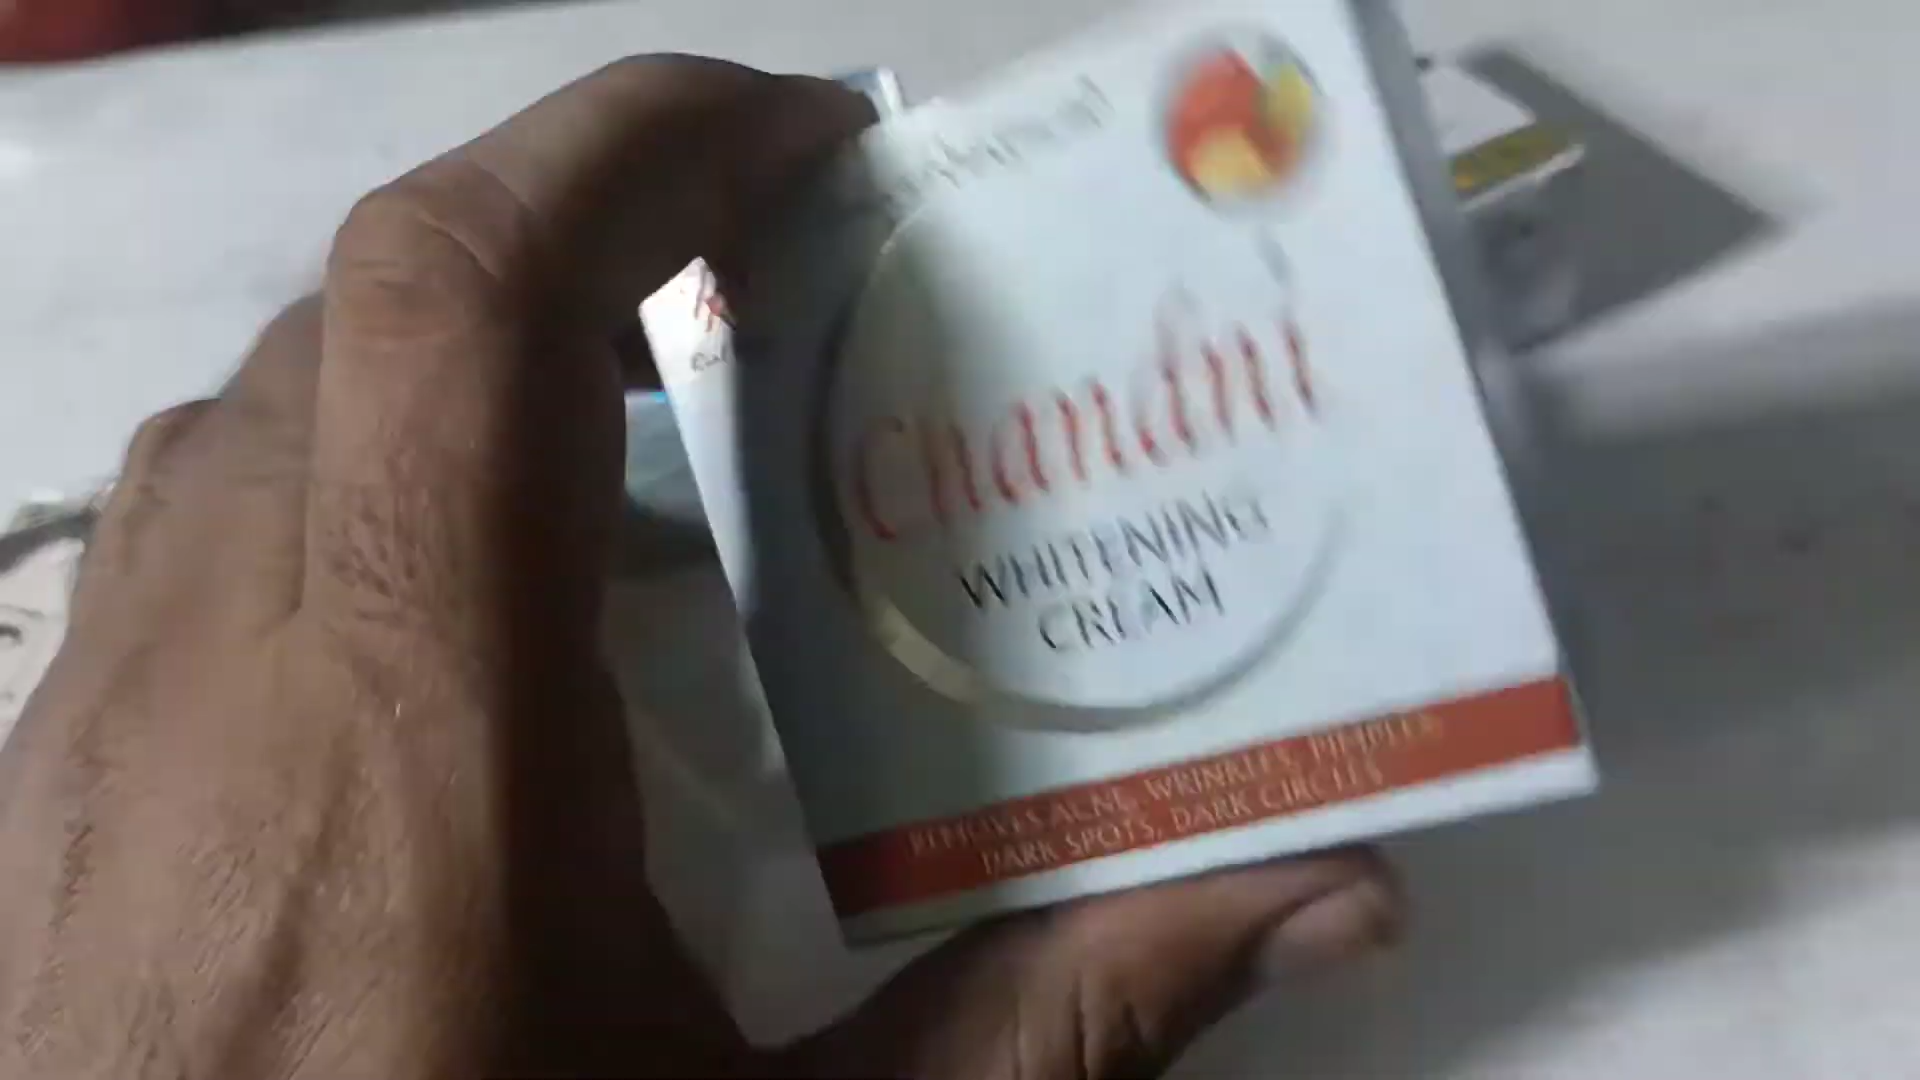 Chandni
WHITENING
CREAM
REMOVES ACNE, WRINKLES, PIMPLES,
DARK SPOTS, DARK CIRCLES